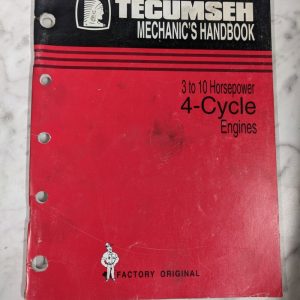 TECUMSEH
MECHANIC'S HANDBOOK
3 to 10 Horsepower
4-Cycle
Engines
FACTORY ORIGINAL